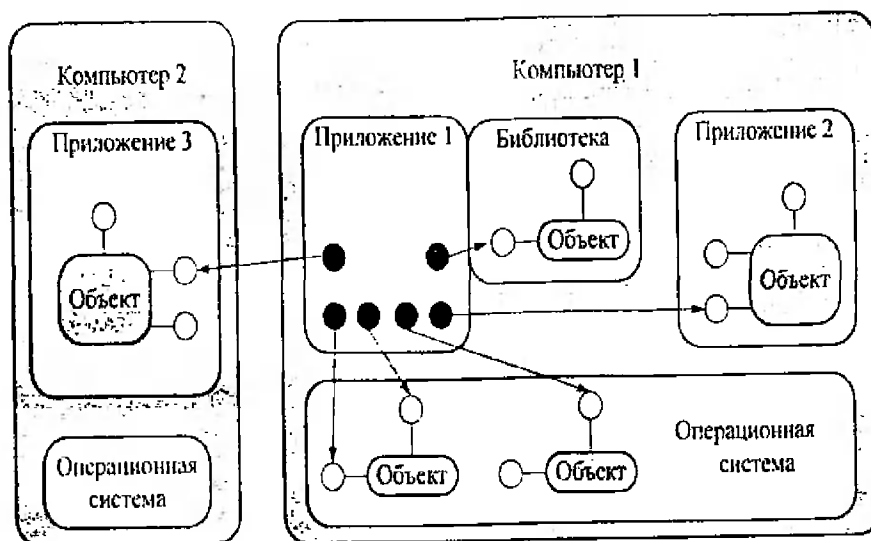 Компьютер 2
Приложение 3
Объект
Операционная
система
Компьютер 1
Приложение 1
Библиотека
Объект
Приложение 2
Объект
Объект
Объект
Операционная
система